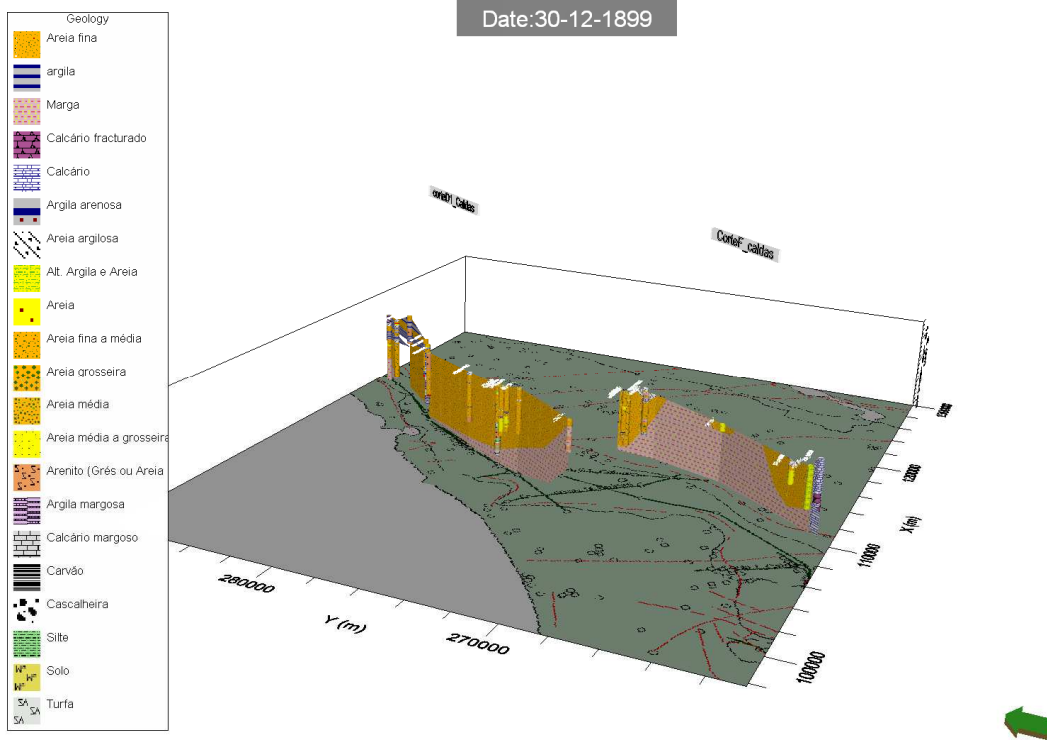 Date:30-12-1899
Geology
Areia fina
argila
Marga
Calcário fracturado
Calcário
Argila arenosa
Areia argilosa
Alt. Argila e Areia
Areia
Areia fina a média
Areia grosseira
Areia média
Areia média a grosseira
Arenito (Grés ou Areia
Argila margosa
Calcário margoso
Carvão
Cascalheira
Silte
Solo
Turfa
corteD1_Caldas
CorteF_caldas
280000
Y (m)
270000
100000
110000
X (m)
120000